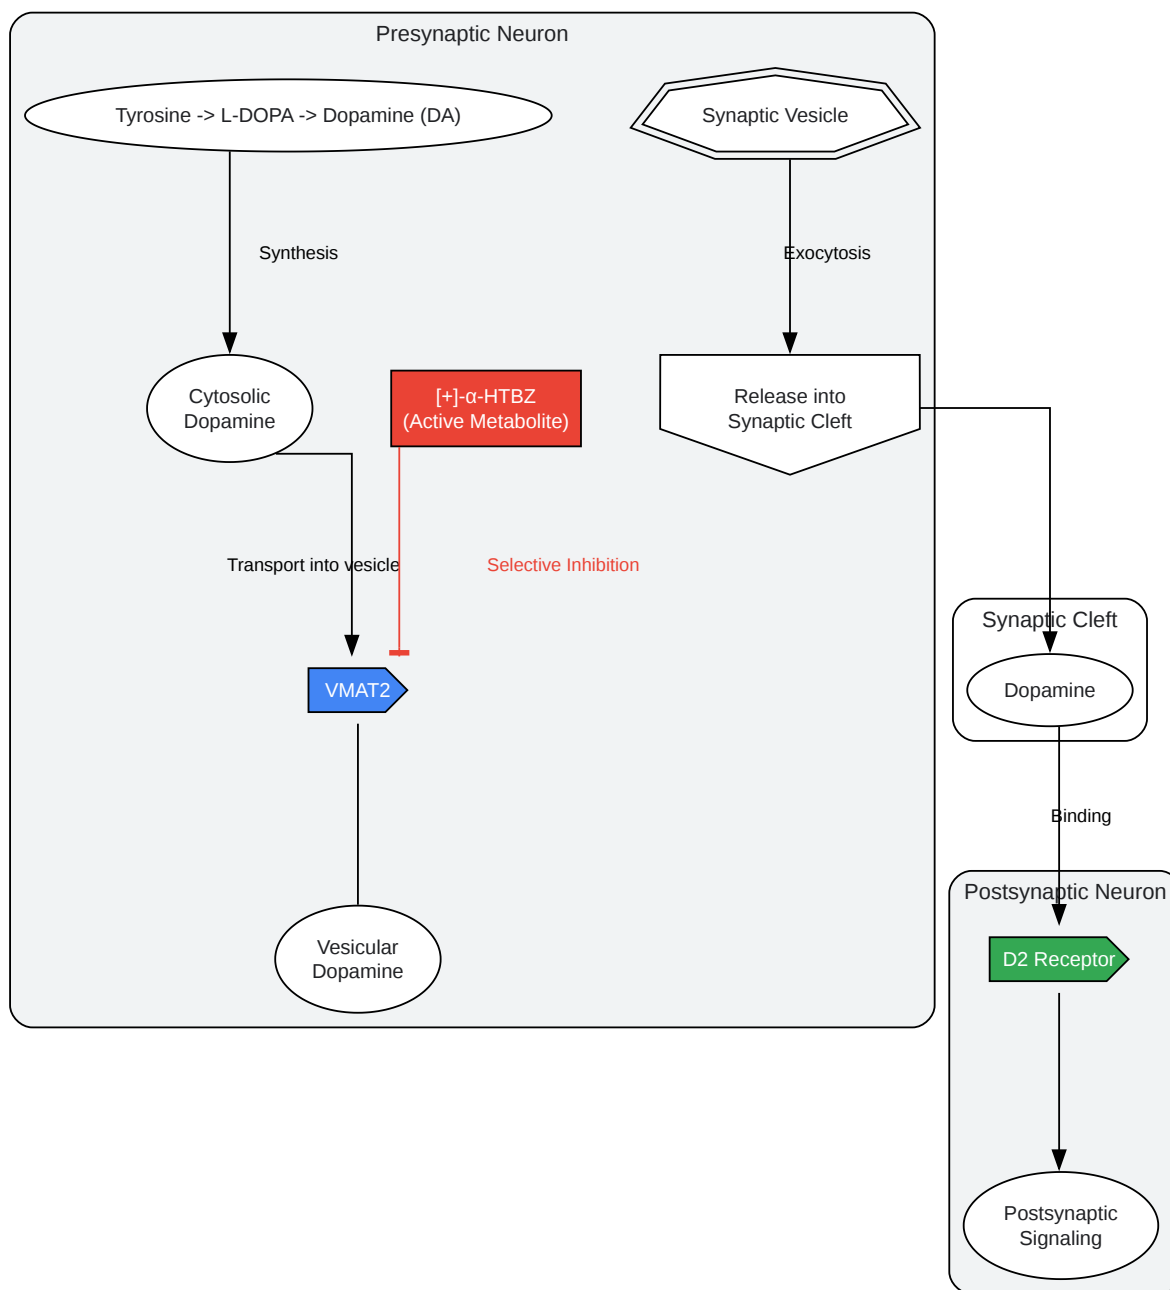 Presynaptic Neuron
Tyrosine -> L-DOPA -> Dopamine (DA)
Synaptic Vesicle
Synthesis
Exocytosis
Cytosolic
Dopamine
[+]-α-HTBZ
(Active Metabolite)
Release into
Synaptic Cleft
Transport into vesicle
Selective Inhibition
Synaptic Cleft
VMAT2
Dopamine
Binding
Postsynaptic Neuron
Vesicular
Dopamine
D2 Receptor
Postsynaptic
Signaling